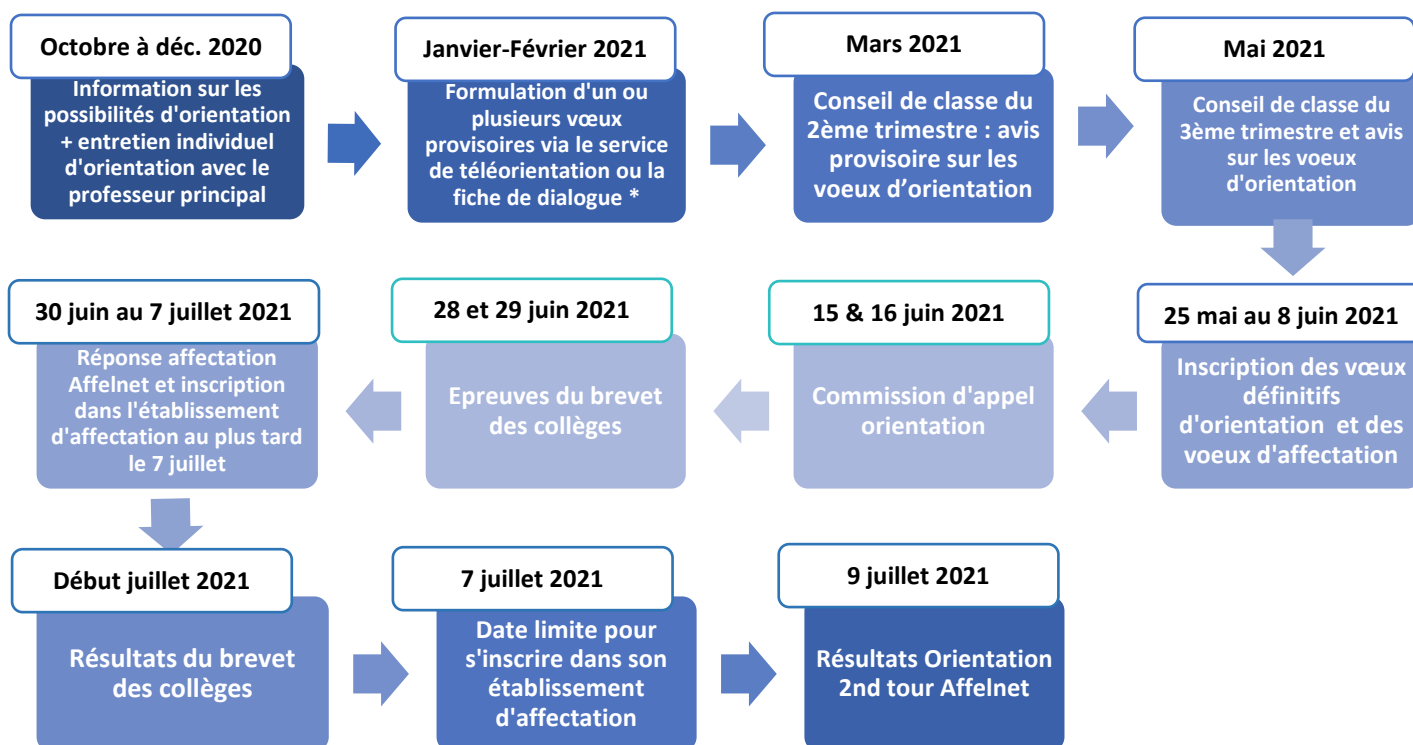 Octobre à déc. 2020
Information sur les
possibilités d'orientation
+ entretien individuel
d'orientation avec le
professeur principal
Janvier-Février 2021
Formulation d'un ou
plusieurs vœux
provisoires via le service
de téléorientation ou la
fiche de dialogue *
Mars 2021
Conseil de classe du
2ème trimestre : avis
provisoire sur les
voeux d’orientation
Mai 2021
Conseil de classe du
3ème trimestre et avis
sur les voeux
d'orientation
25 mai au 8 juin 2021
Inscription des vœux
définitifs
d'orientation et des
voeux d'affectation
15 & 16 juin 2021
Commission d'appel
orientation
28 et 29 juin 2021
Epreuves du brevet
des collèges
30 juin au 7 juillet 2021
Réponse affectation
Affelnet et inscription
dans l'établissement
d'affectation au plus tard
le 7 juillet
Début juillet 2021
Résultats du brevet
des collèges
7 juillet 2021
Date limite pour
s'inscrire dans son
établissement
d'affectation
9 juillet 2021
Résultats Orientation
2nd tour Affelnet